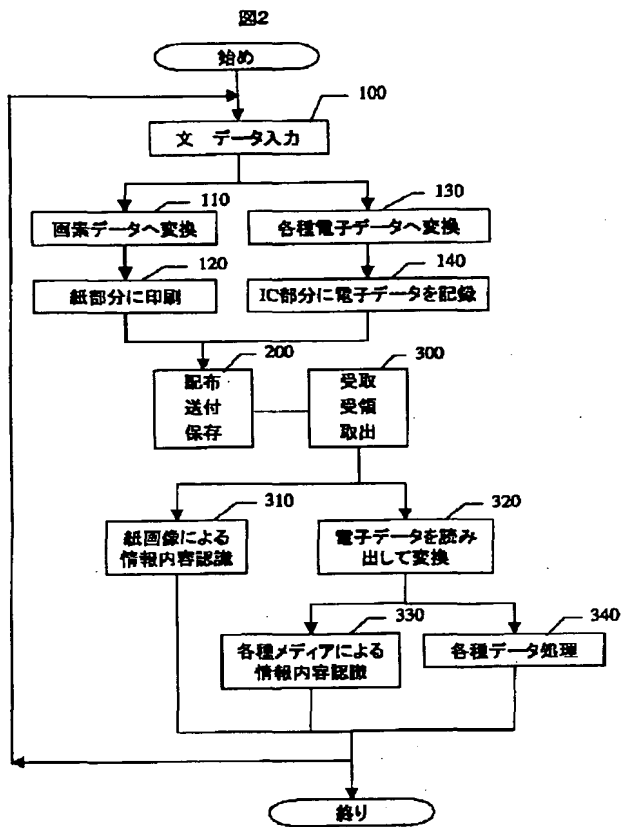 図2
始め
100
文 データ入力
110
画素データへ変換
130
各種電子データへ変換
120
紙部分に印刷
140
IC部分に電子データを記録
200
配布
送付
保存
300
受取
受領
取出
310
紙画像による
情報内容認識
320
電子データを読み
出して変換
330
各種メディアによる
情報内容認識
340
各種データ処理
終り